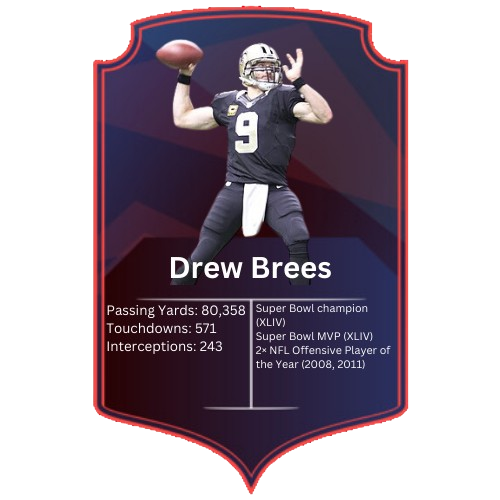 9
Drew Brees
Passing Yards: 80,358
Touchdowns: 571
Interceptions: 243
Super Bowl champion
(XLIV)
Super Bowl MVP (XLIV)
2× NFL Offensive Player of
the Year (2008, 2011)